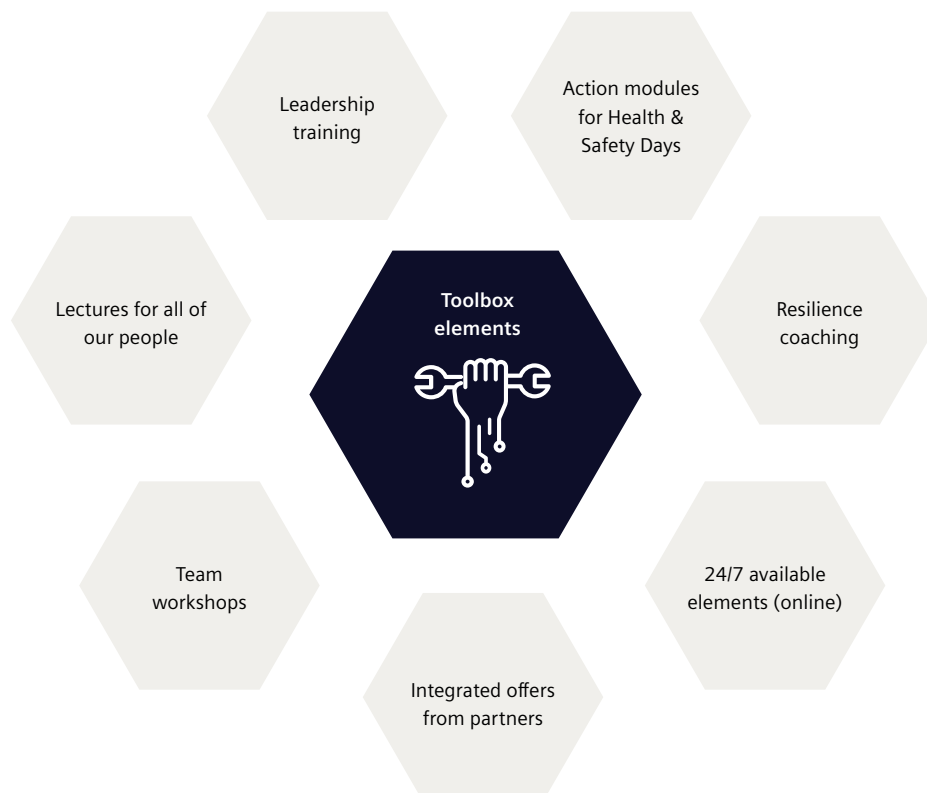 Leadership
training
Action modules
for Health &
Safety Days
Lectures for all of
our people
Toolbox
elements
Resilience
coaching
Team
workshops
24/7 available
elements (online)
Integrated offers
from partners